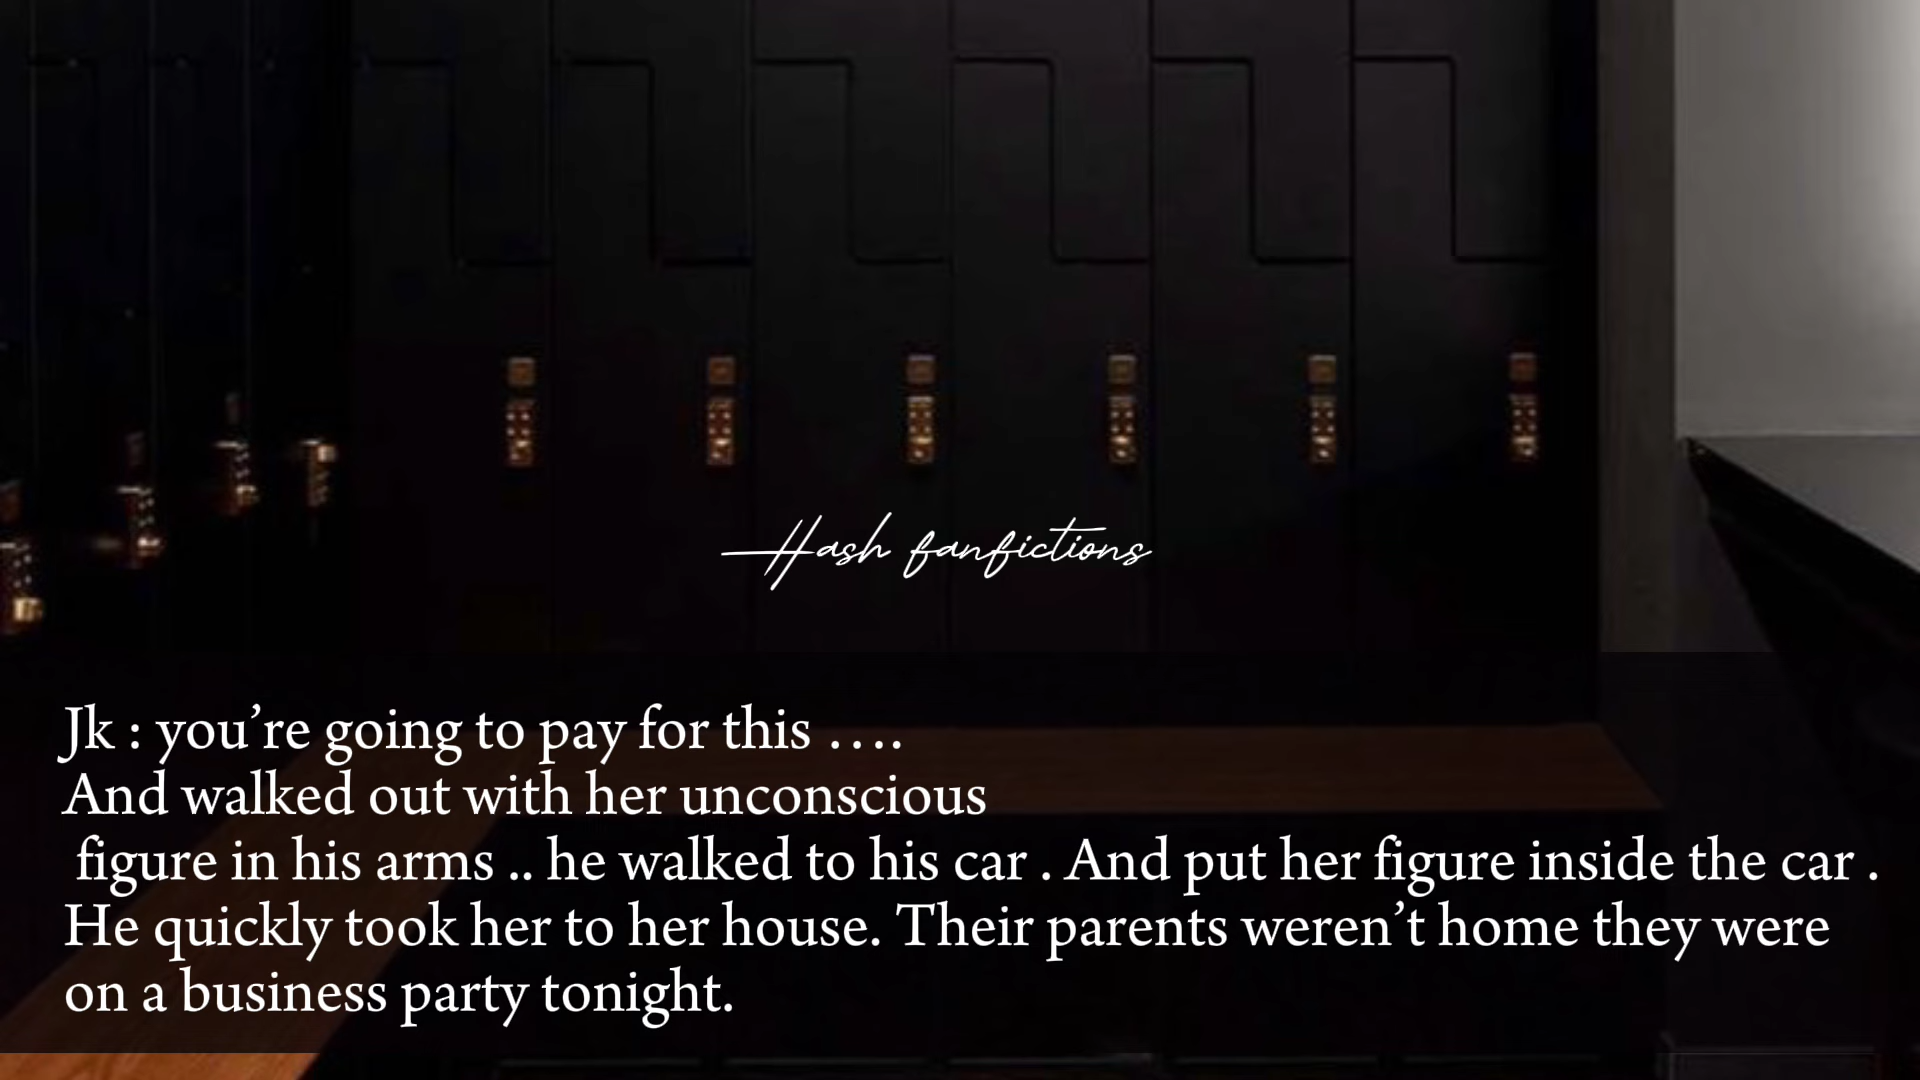 Hash fanfictions
Jk : you’re going to pay for this ....
And walked out with her unconscious
figure in his arms .. he walked to his car . And put her figure inside the car .
He quickly took her to her house. Their parents weren’t home they were
on a business party tonight.